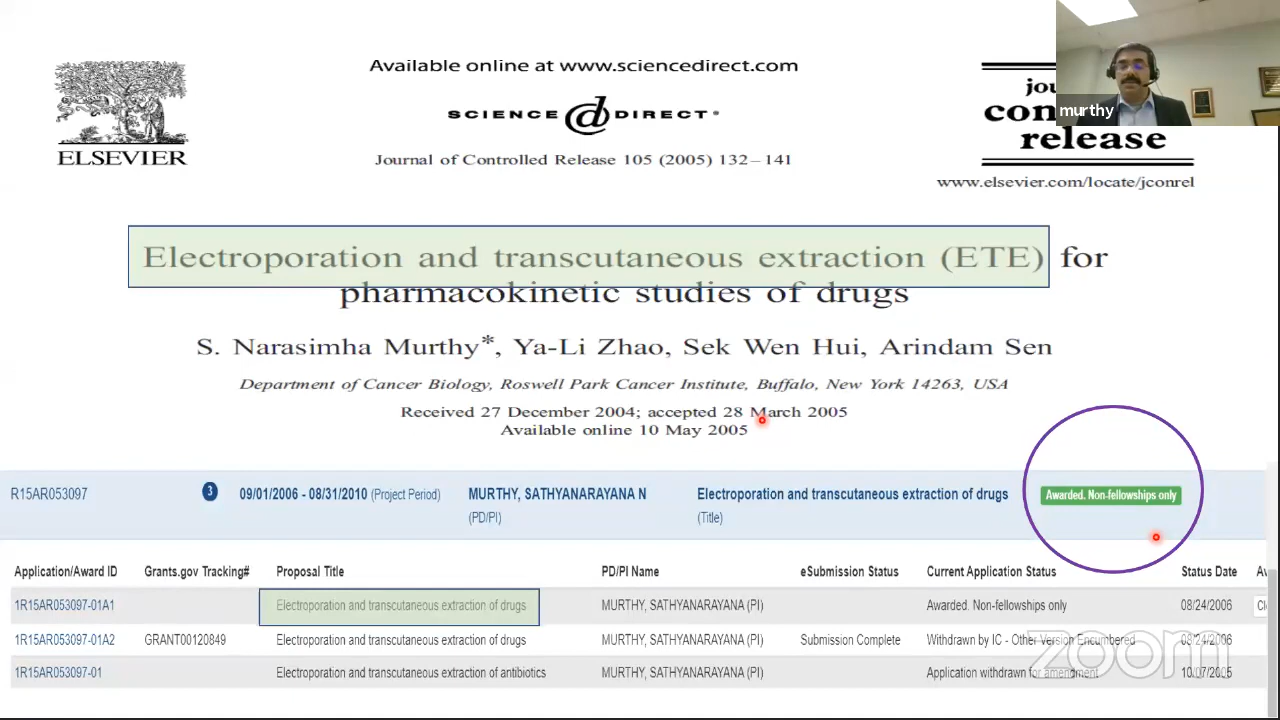 Available online at www.sciencedirect.com
SCIENCE DIRECT®
ELSEVIER
Journal of Controlled Release 105 (2005) 132–141
con
release
www.elsevier.com/locate/jconrel
murthy
Electroporation and transcutaneous extraction (ETE) for
pharmacokinetic studies of drugs
S. Narasimha Murthy*, Ya-Li Zhao, Sek Wen Hui, Arindam Sen
Department of Cancer Biology, Roswell Park Cancer Institute, Buffalo, New York 14263, USA
Received 27 December 2004; accepted 28 March 2005
Available online 10 May 2005
R15AR053097 3 09/01/2006 - 08/31/2010 (Project Period) MURTHY, SATHYANARAYANA N Electroporation and transcutaneous extraction of drugs Awarded. Non-fellowships only
(PD/PI) (Title)
Application/Award ID Grants.gov Tracking# Proposal Title PD/PI Name eSubmission Status Current Application Status Status Date
1R15AR053097-01A1 Electroporation and transcutaneous extraction of drugs MURTHY, SATHYANARAYANA (PI) Awarded. Non-fellowships only 08/24/2006
1R15AR053097-01A2 GRANT00120849 Electroporation and transcutaneous extraction of drugs MURTHY, SATHYANARAYANA (PI) Submission Complete Withdrawn by IC - Other Version Encumbered 08/24/2006
1R15AR053097-01 Electroporation and transcutaneous extraction of antibiotics MURTHY, SATHYANARAYANA (PI) Application withdrawn for amendment 10/07/2005
zoom